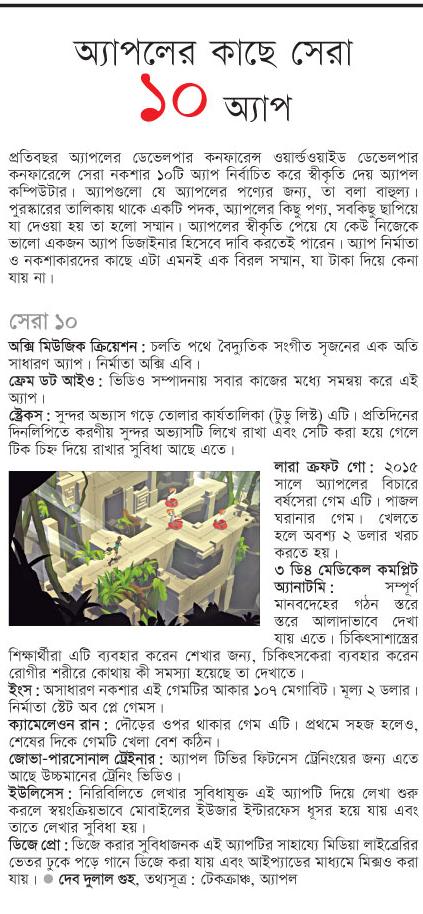 অ্যাপলের কাছে সেরা
১০ অ্যাপ
প্রতিবছর অ্যাপলের ডেভেলপার কনফারেন্স ওয়ার্ল্ডওয়াইড ডেভেলপার
কনফারেন্সে সেরা নকশার ১০টি অ্যাপ নির্বাচিত করে স্বীকৃতি দেয় অ্যাপল
কম্পিউটার। অ্যাপগুলো যে অ্যাপলের পণ্যের জন্য, তা বলা বাহুল্য।
পুরস্কারের তালিকায় থাকে একটি পদক, অ্যাপলের কিছু পণ্য, সবকিছু ছাপিয়ে
যা দেওয়া হয় তা হলো সম্মান। অ্যাপলের স্বীকৃতি পেয়ে যে কেউ নিজেকে
ভালো একজন অ্যাপ ডিজাইনার হিসেবে দাবি করতেই পারেন। অ্যাপ নির্মাতা
ও নকশাকারদের কাছে এটা এমনই এক বিরল সম্মান, যা টাকা দিয়ে কেনা
যায় না।
সেরা ১০
অক্সি মিউজিক ক্রিয়েশন : চলতি পথে বৈদ্যুতিক সংগীত সৃজনের এক অতি
সাধারণ অ্যাপ। নির্মাতা অক্সি এবি।
ফ্রেম ডট আইও : ভিডিও সম্পাদনায় সবার কাজের মধ্যে সমন্বয় করে এই
অ্যাপ।
স্ট্রেকস : সুন্দর অভ্যাস গড়ে তোলার কার্যতালিকা (টুডু লিস্ট) এটি। প্রতিদিনের
দিনলিপিতে করণীয় সুন্দর অভ্যাসটি লিখে রাখা এবং সেটি করা হয়ে গেলে
টিক চিহ্ন দিয়ে রাখার সুবিধা আছে এতে।
লারা ক্রফট গো : ২০১৫
সালে অ্যাপলের বিচারে
বর্ষসেরা গেম এটি। পাজল
ঘরানার গেম। খেলতে
হলে অবশ্য ২ ডলার খরচ
করতে হয়।
৩ ডি৪ মেডিকেল কমপ্লিট
অ্যানাটমি : সম্পূর্ণ
মানবদেহের গঠন স্তরে
স্তরে আলাদাভাবে দেখা
যায় এতে। চিকিৎসাশাস্ত্রের
শিক্ষার্থীরা এটি ব্যবহার করেন শেখার জন্য, চিকিৎসকেরা ব্যবহার করেন
রোগীর শরীরে কোথায় কী সমস্যা হয়েছে তা দেখাতে।
ইংস : অসাধারণ নকশার এই গেমটির আকার ১০৭ মেগাবিট। মূল্য ২ ডলার।
নির্মাতা স্টেট অব প্লে গেমস।
ক্যামেলেওন রান : দৌড়ের ওপর থাকার গেম এটি। প্রথমে সহজ হলেও,
শেষের দিকে গেমটি খেলা বেশ কঠিন।
জোভা-পারসোনাল ট্রেইনার : অ্যাপল টিভির ফিটনেস ট্রেনিংয়ের জন্য এতে
আছে উচ্চমানের ট্রেনিং ভিডিও।
ইউলিসেস : নিরিবিলিতে লেখার সুবিধাযুক্ত এই অ্যাপটি দিয়ে লেখা শুরু
করলে স্বয়ংক্রিয়ভাবে মোবাইলের ইউজার ইন্টারফেস ধূসর হয়ে যায় এবং
তাতে লেখার সুবিধা হয়।
ডিজে প্রো : ডিজে করার সুবিধাজনক এই অ্যাপটির সাহায্যে মিডিয়া লাইব্রেরির
ভেতর ঢুকে পড়ে গানে ডিজে করা যায় এবং আইপ্যাডের মাধ্যমে মিক্সও করা
যায়। ● দেব দুলাল গুহ, তথ্যসূত্র : টেকক্রাঞ্চ, অ্যাপল